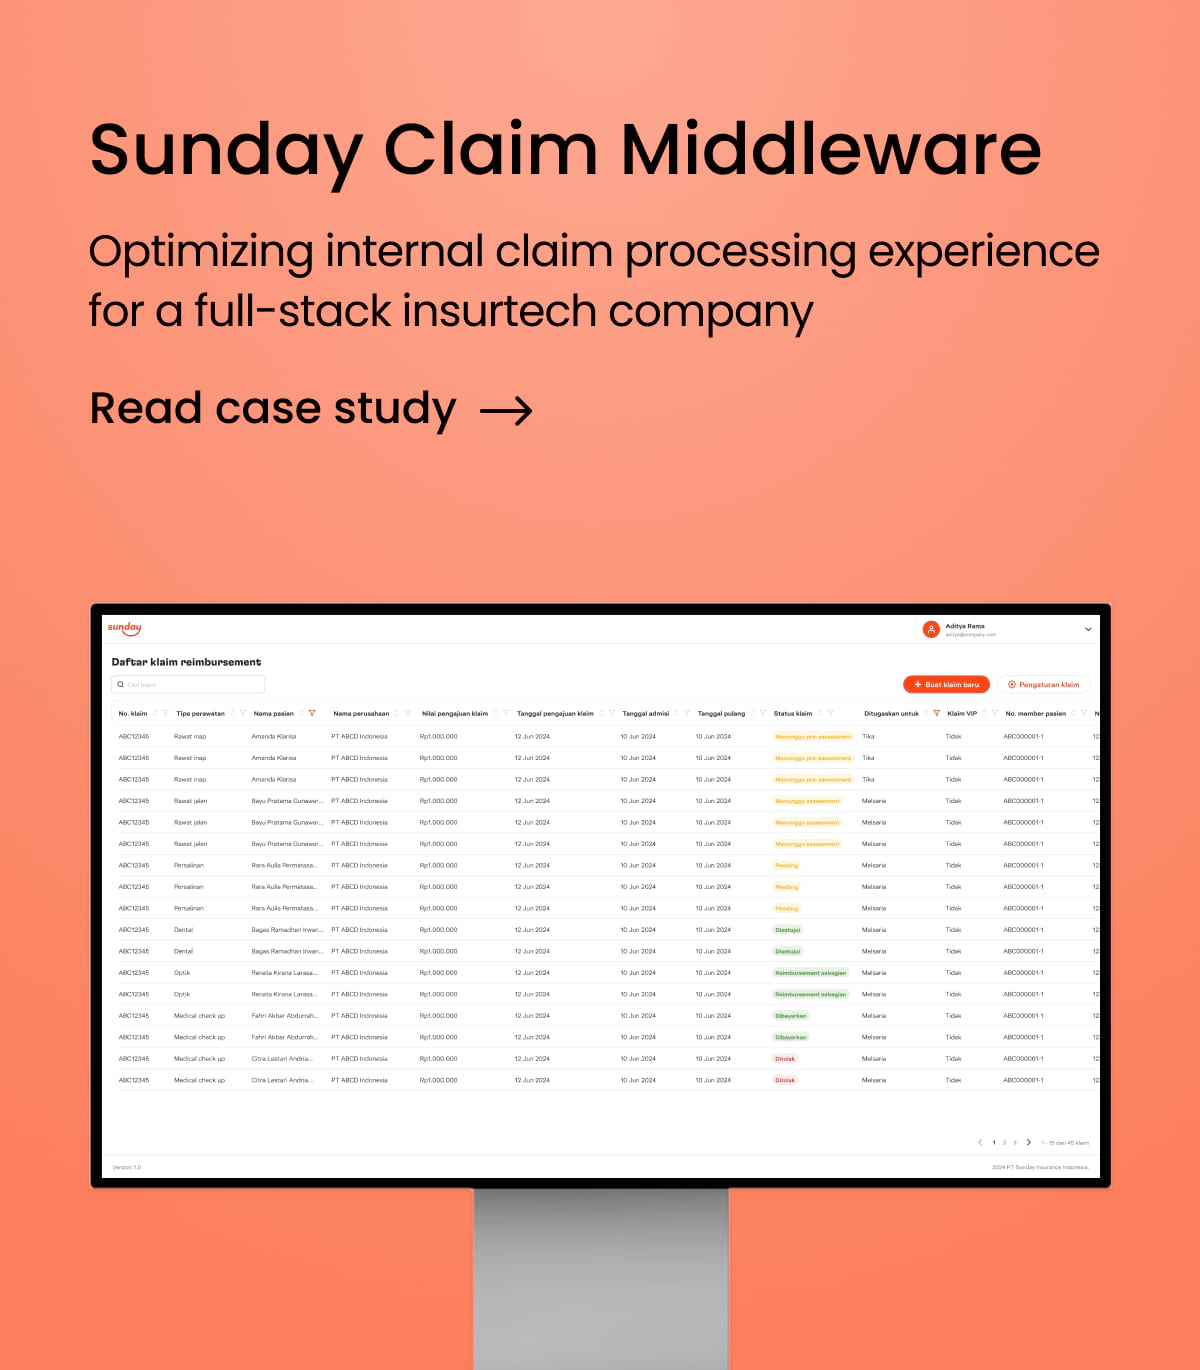 Sunday Claim Middleware
Optimizing internal claim processing experience
for a full-stack insurtech company
Read case study
sunday
Aditya Rama
aditya@company.com
Daftar klaim reimbursement
Cari klaim
Buat klaim baru
Pengaturan klaim
No. klaim Tipe perawatan Nama pasien Nama perusahaan Nilai pengajuan klaim Tanggal pengajuan klaim Tanggal admisi Tanggal pulang Status klaim Ditugaskan untuk Klaim VIP No. member pasien N
ABC12345 Rawat inap Amanda Klarisa PT ABCD Indonesia Rp1.000.000 12 Jun 2024 10 Jun 2024 10 Jun 2024 Menunggu pre-assessment Tika Tidak ABC000001-1 12
ABC12345 Rawat inap Amanda Klarisa PT ABCD Indonesia Rp1.000.000 12 Jun 2024 10 Jun 2024 10 Jun 2024 Menunggu pre-assessment Tika Tidak ABC000001-1 12
ABC12345 Rawat inap Amanda Klarisa PT ABCD Indonesia Rp1.000.000 12 Jun 2024 10 Jun 2024 10 Jun 2024 Menunggu pre-assessment Tika Tidak ABC000001-1 12
ABC12345 Rawat jalan Bayu Pratama Gunawar... PT ABCD Indonesia Rp1.000.000 12 Jun 2024 10 Jun 2024 10 Jun 2024 Menunggu assessment Melsaria Tidak ABC000001-1 12
ABC12345 Rawat jalan Bayu Pratama Gunawar... PT ABCD Indonesia Rp1.000.000 12 Jun 2024 10 Jun 2024 10 Jun 2024 Menunggu assessment Melsaria Tidak ABC000001-1 12
ABC12345 Rawat jalan Bayu Pratama Gunawar... PT ABCD Indonesia Rp1.000.000 12 Jun 2024 10 Jun 2024 10 Jun 2024 Menunggu assessment Melsaria Tidak ABC000001-1 12
ABC12345 Persalinan Rara Aulia Permatasa... PT ABCD Indonesia Rp1.000.000 12 Jun 2024 10 Jun 2024 10 Jun 2024 Pending Melsaria Tidak ABC000001-1 12
ABC12345 Persalinan Rara Aulia Permatasa... PT ABCD Indonesia Rp1.000.000 12 Jun 2024 10 Jun 2024 10 Jun 2024 Pending Melsaria Tidak ABC000001-1 12
ABC12345 Persalinan Rara Aulia Permatasa... PT ABCD Indonesia Rp1.000.000 12 Jun 2024 10 Jun 2024 10 Jun 2024 Pending Melsaria Tidak ABC000001-1 12
ABC12345 Dental Bagas Ramadhan Irwan... PT ABCD Indonesia Rp1.000.000 12 Jun 2024 10 Jun 2024 10 Jun 2024 Disetujui Melsaria Tidak ABC000001-1 12
ABC12345 Dental Bagas Ramadhan Irwan... PT ABCD Indonesia Rp1.000.000 12 Jun 2024 10 Jun 2024 10 Jun 2024 Disetujui Melsaria Tidak ABC000001-1 12
ABC12345 Optik Renata Kirana Larasa... PT ABCD Indonesia Rp1.000.000 12 Jun 2024 10 Jun 2024 10 Jun 2024 Reimbursement sebagian Melsaria Tidak ABC000001-1 12
ABC12345 Optik Renata Kirana Larasa... PT ABCD Indonesia Rp1.000.000 12 Jun 2024 10 Jun 2024 10 Jun 2024 Reimbursement sebagian Melsaria Tidak ABC000001-1 12
ABC12345 Medical check up Fahri Akbar Abdurrah... PT ABCD Indonesia Rp1.000.000 12 Jun 2024 10 Jun 2024 10 Jun 2024 Dibayarkan Melsaria Tidak ABC000001-1 12
ABC12345 Medical check up Fahri Akbar Abdurrah... PT ABCD Indonesia Rp1.000.000 12 Jun 2024 10 Jun 2024 10 Jun 2024 Dibayarkan Melsaria Tidak ABC000001-1 12
ABC12345 Medical check up Citra Lestari Andria... PT ABCD Indonesia Rp1.000.000 12 Jun 2024 10 Jun 2024 10 Jun 2024 Ditolak Melsaria Tidak ABC000001-1 12
ABC12345 Medical check up Citra Lestari Andria... PT ABCD Indonesia Rp1.000.000 12 Jun 2024 10 Jun 2024 10 Jun 2024 Ditolak Melsaria Tidak ABC000001-1 12
1 2 3 1 - 15 dari 45 klaim
Version 1.0
2024 PT Sunday Insurance Indonesia.